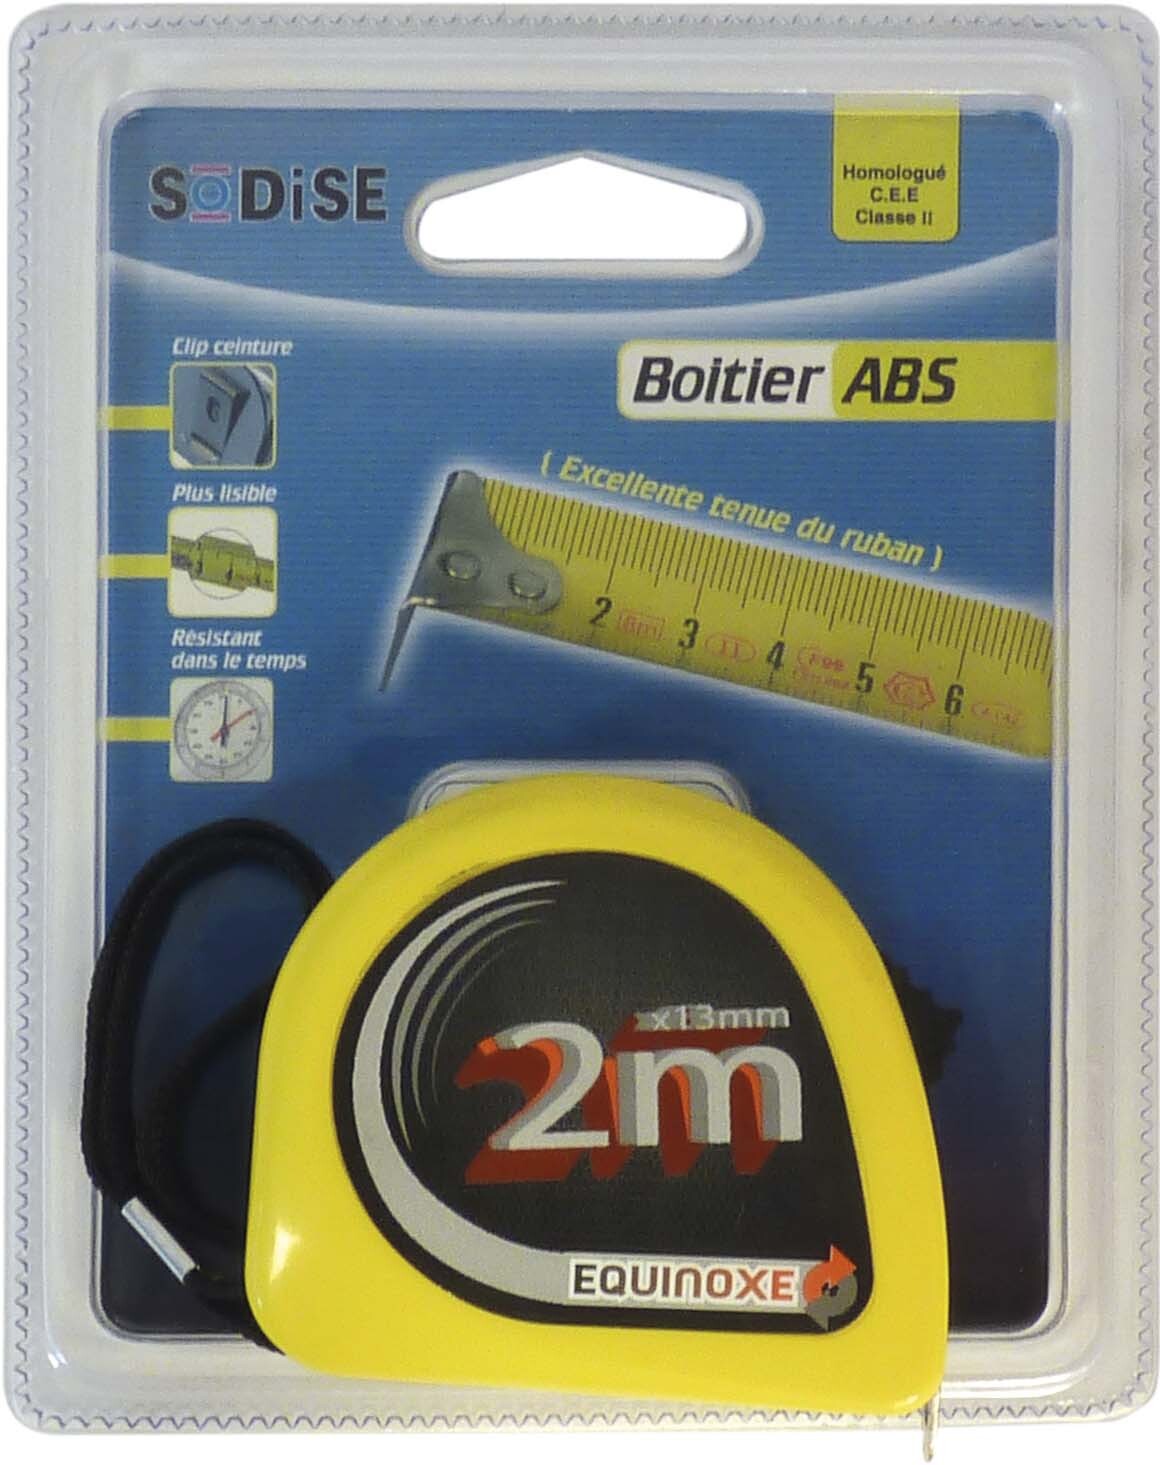 SODiSE
Homologué
C.E.E
Classe II
Clip ceinture
Boitier ABS
Plus lisible
( Excellente tenue du ruban )
Résistant
dans le temps
2 3 4 5 6
x13mm
2m
EQUINOXE